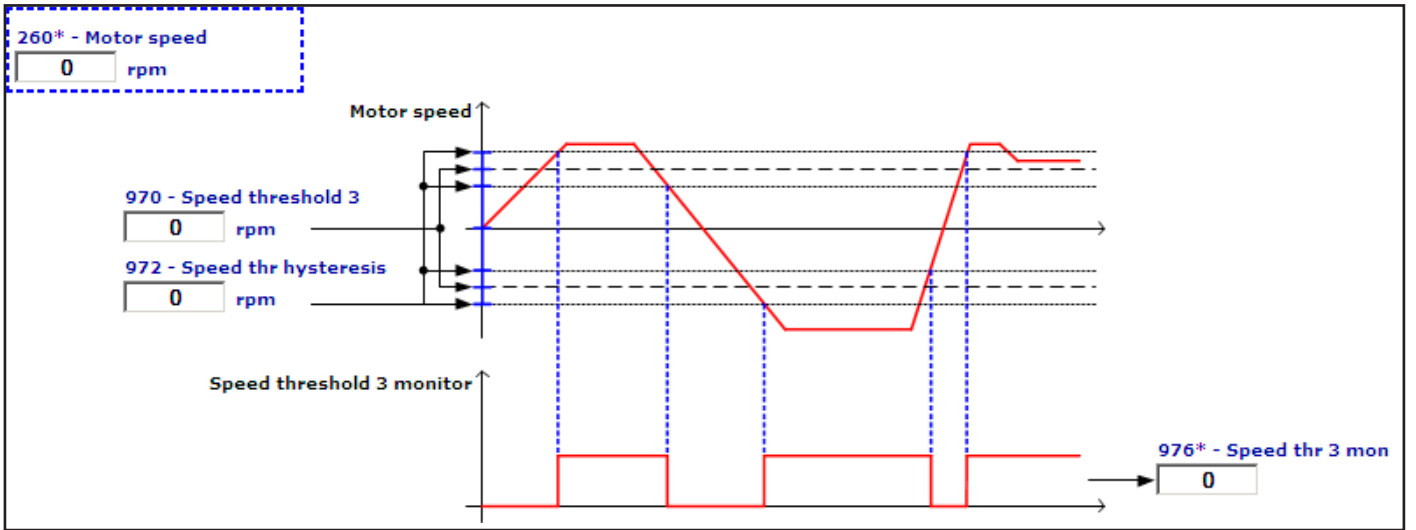 260* - Motor speed
0 rpm
Motor speed
970 - Speed threshold 3
0 rpm
972 - Speed thr hysteresis
0 rpm
Speed threshold 3 monitor
976* - Speed thr 3 mon
0